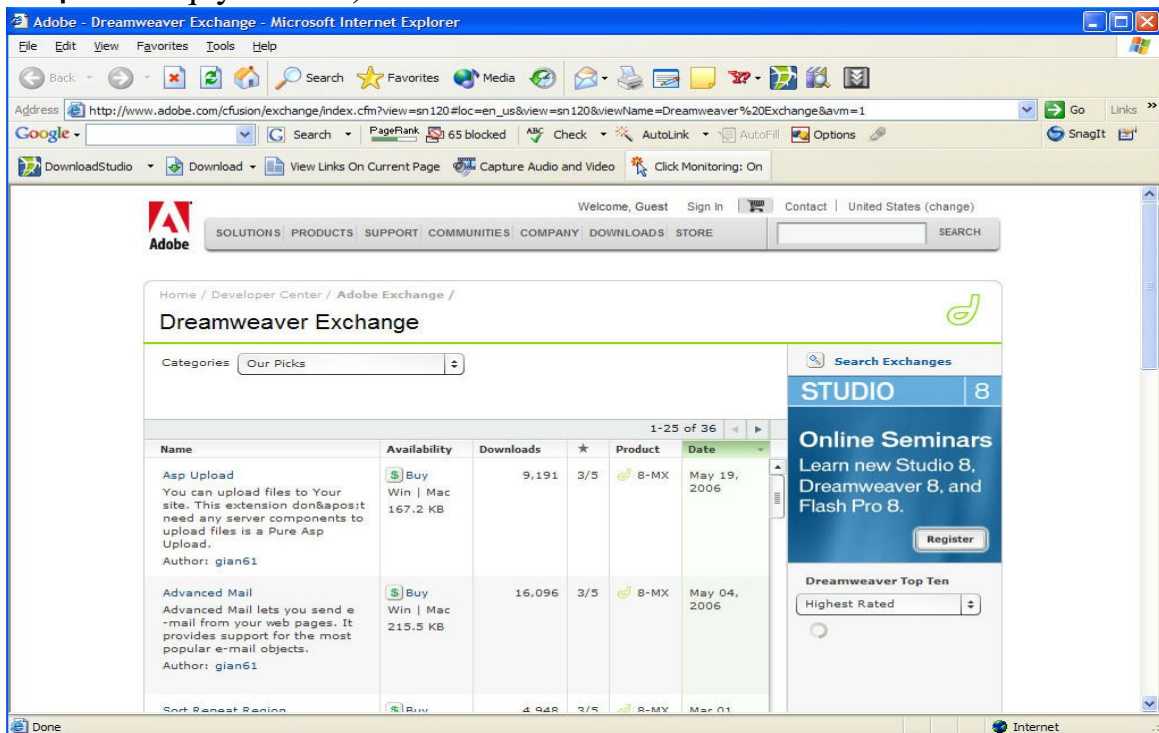 Adobe - Dreamweaver Exchange - Microsoft Internet Explorer
File Edit View Favorites Tools Help
Back Search Favorites Media
Address http://www.adobe.com/cfusion/exchange/index.cfm?view=sn120#loc=en_us&view=sn120&viewName=Dreamweaver%20Exchange&avm=1 Go Links »
Google Search PageRank 65 blocked ABC Check AutoLink AutoFill Options SnagIt
DownloadStudio Download View Links On Current Page Capture Audio and Video Click Monitoring: On
Welcome, Guest Sign In Contact | United States (change)
Adobe
SOLUTIONS PRODUCTS SUPPORT COMMUNITIES COMPANY DOWNLOADS STORE SEARCH
Home / Developer Center / Adobe Exchange /
Dreamweaver Exchange
Categories Our Picks
1-25 of 36
Name Availability Downloads ★ Product Date
Asp Upload $ Buy 9,191 3/5 8-MX May 19,
You can upload files to Your Win | Mac 2006
site. This extension don&apos;t 167.2 KB
need any server components to
upload files is a Pure Asp
Upload.
Author: gian61
Advanced Mail $ Buy 16,096 3/5 8-MX May 04,
Advanced Mail lets you send e Win | Mac 2006
-mail from your web pages. It 215.5 KB
provides support for the most
popular e-mail objects.
Author: gian61
Sort Repeat Region $ Buy 4,948 3/5 8-MX Mar 01
Search Exchanges
STUDIO 8
Online Seminars
Learn new Studio 8,
Dreamweaver 8, and
Flash Pro 8.
Register
Dreamweaver Top Ten
Highest Rated
Done Internet